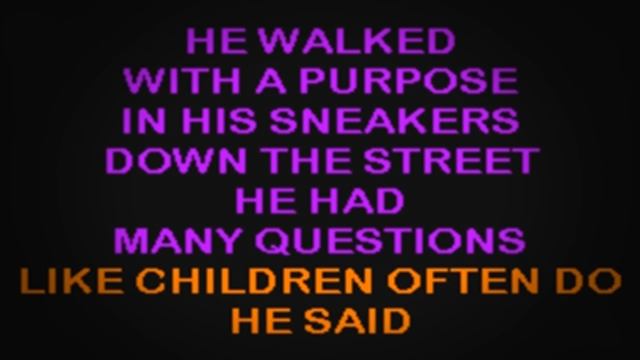 HE WALKED
WITH A PURPOSE
IN HIS SNEAKERS
DOWN THE STREET
HE HAD
MANY QUESTIONS
LIKE CHILDREN OFTEN DO
HE SAID